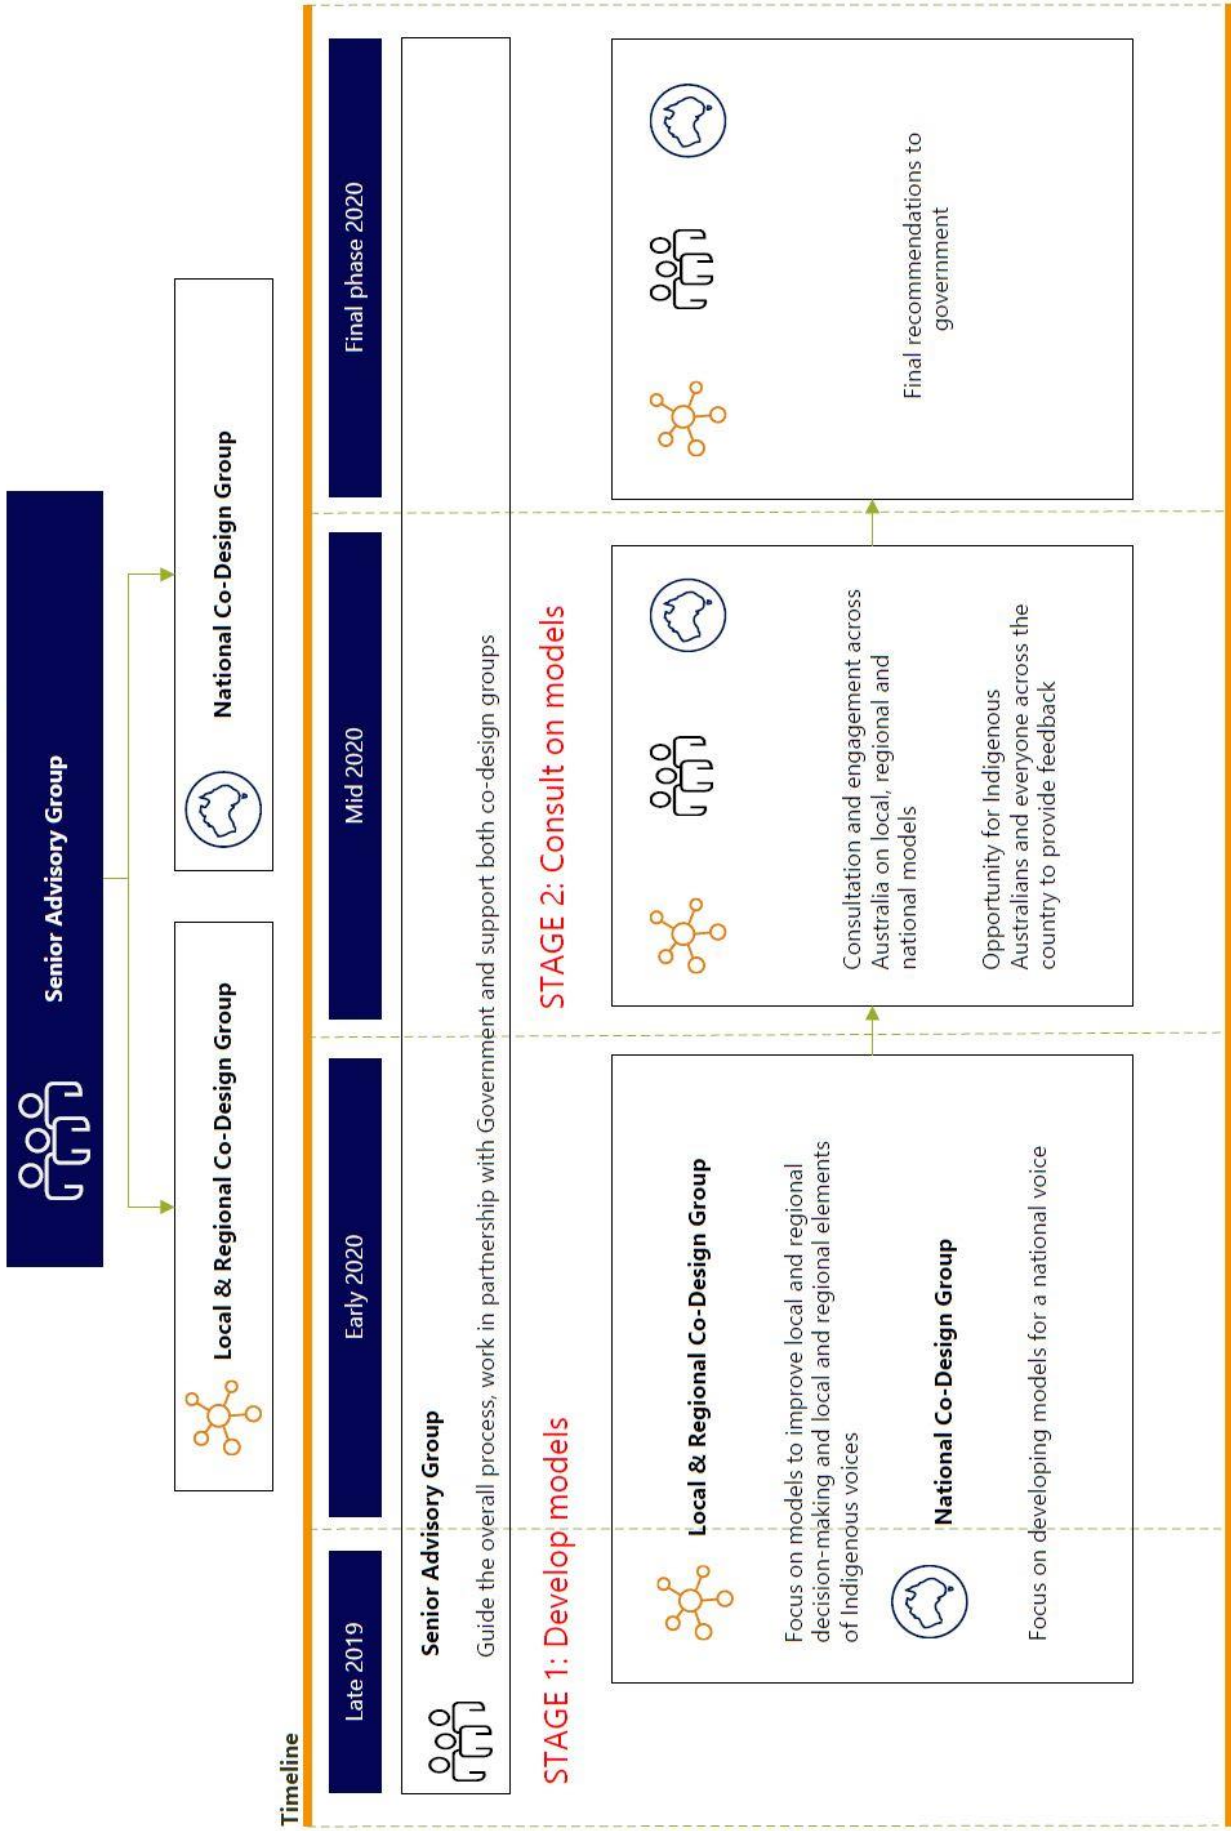 Senior Advisory Group
Local & Regional Co-Design Group
National Co-Design Group
Timeline
Late 2019
Early 2020
Mid 2020
Final phase 2020
Senior Advisory Group
Guide the overall process, work in partnership with Government and support both co-design groups
STAGE 1: Develop models
STAGE 2: Consult on models
Local & Regional Co-Design Group
Focus on models to improve local and regional
decision-making and local and regional elements
of Indigenous voices
National Co-Design Group
Focus on developing models for a national voice
Consultation and engagement across
Australia on local, regional and
national models
Opportunity for Indigenous
Australians and everyone across the
country to provide feedback
Final recommendations to
government